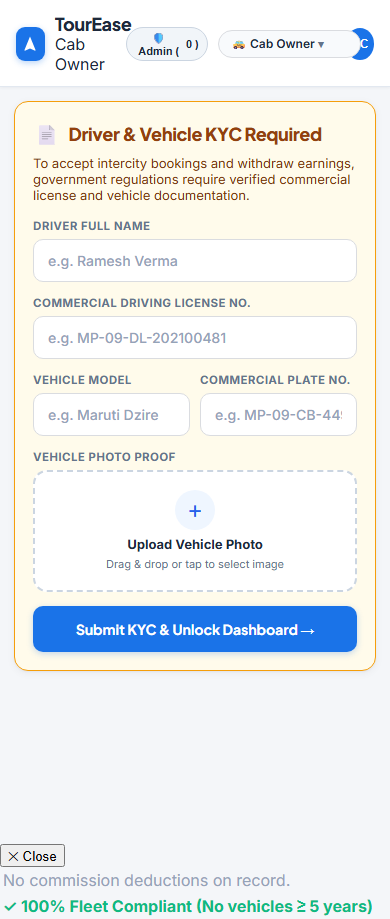 TourEase
Cab
Owner
Admin ( 0 )
Cab Owner ▾
C
Driver & Vehicle KYC Required
To accept intercity bookings and withdraw earnings,
government regulations require verified commercial
license and vehicle documentation.
DRIVER FULL NAME
e.g. Ramesh Verma
COMMERCIAL DRIVING LICENSE NO.
e.g. MP-09-DL-202100481
VEHICLE MODEL
COMMERCIAL PLATE NO.
e.g. Maruti Dzire
e.g. MP-09-CB-44
VEHICLE PHOTO PROOF
+
Upload Vehicle Photo
Drag & drop or tap to select image
Submit KYC & Unlock Dashboard →
✕ Close
No commission deductions on record.
✓ 100% Fleet Compliant (No vehicles ≥ 5 years)